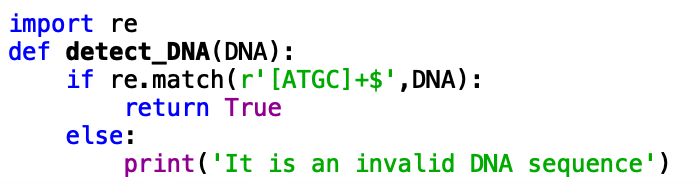 import re
def detect_DNA(DNA):
    if re.match(r'[ATGC]+$',DNA):
        return True
    else:
        print('It is an invalid DNA sequence')